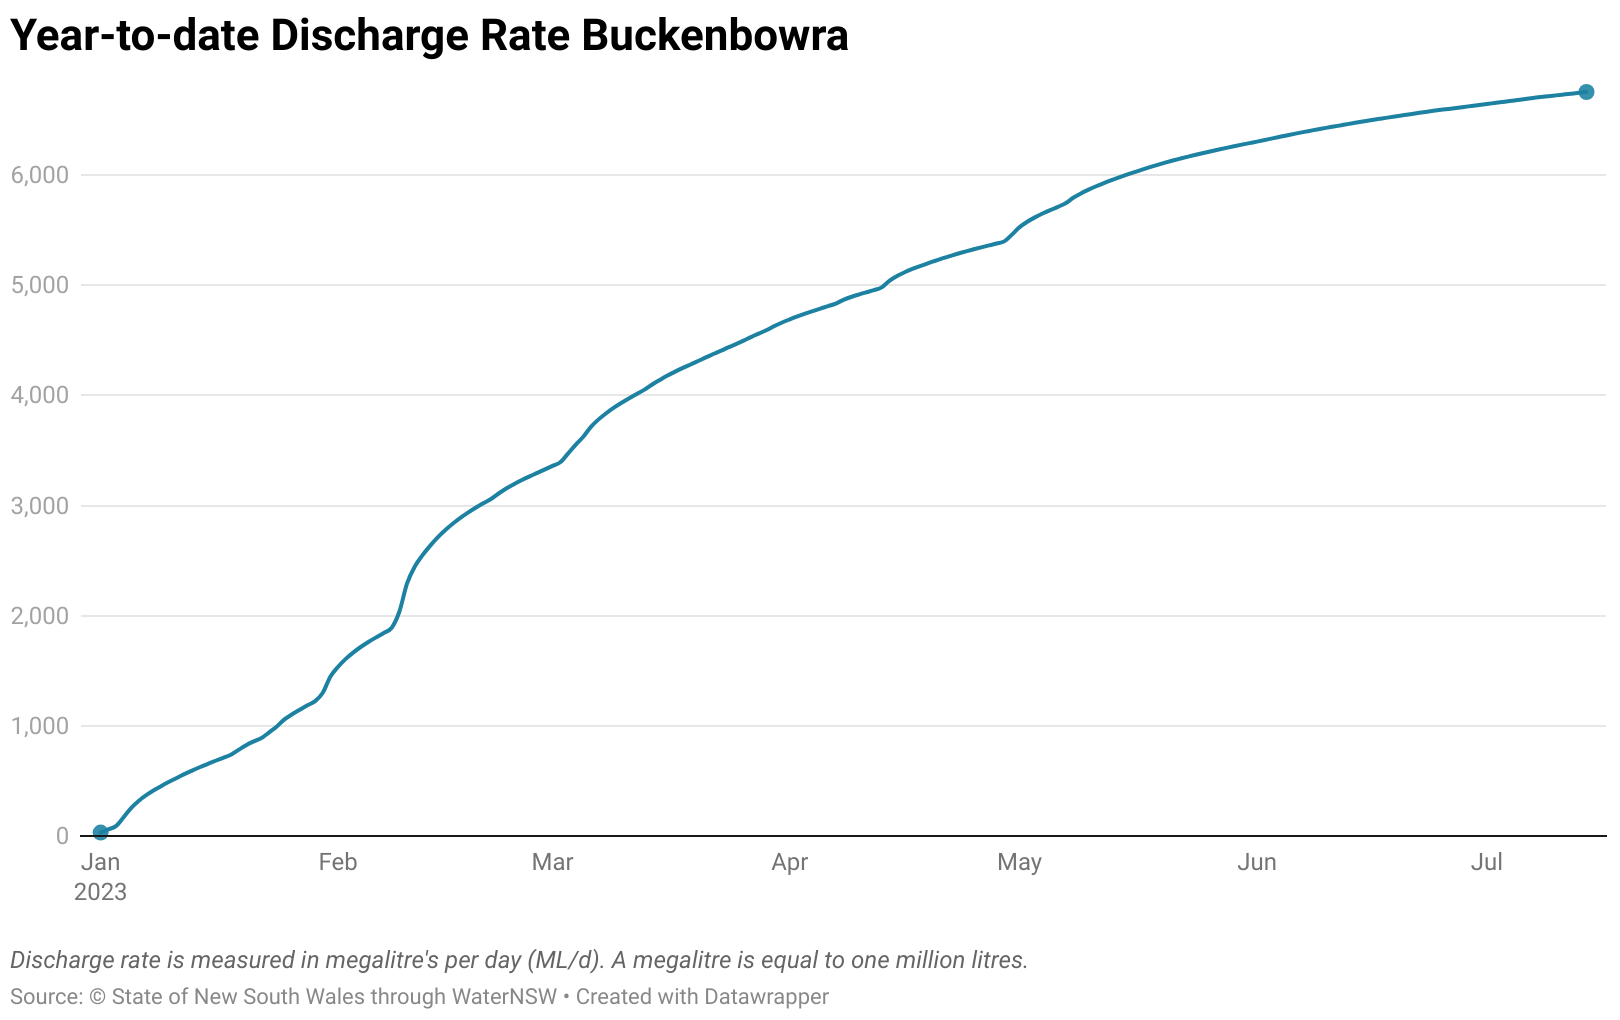 Year-to-date Discharge Rate Buckenbowra
6,000
5,000
4,000
3,000
2,000
1,000
0
Jan Feb Mar Apr May Jun Jul
2023
Discharge rate is measured in megalitre's per day (ML/d). A megalitre is equal to one million litres.
Source: © State of New South Wales through WaterNSW • Created with Datawrapper